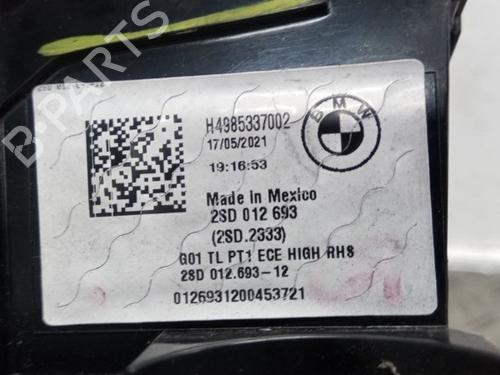 B-PARTS
H4985337002
17/05/2021
19:16:53
BMW
Made in Mexico
2SD 012 693
(2SD.2333)
G01 TL PT1 ECE HIGH RHS
2SD 012.693-12
0126931200453721